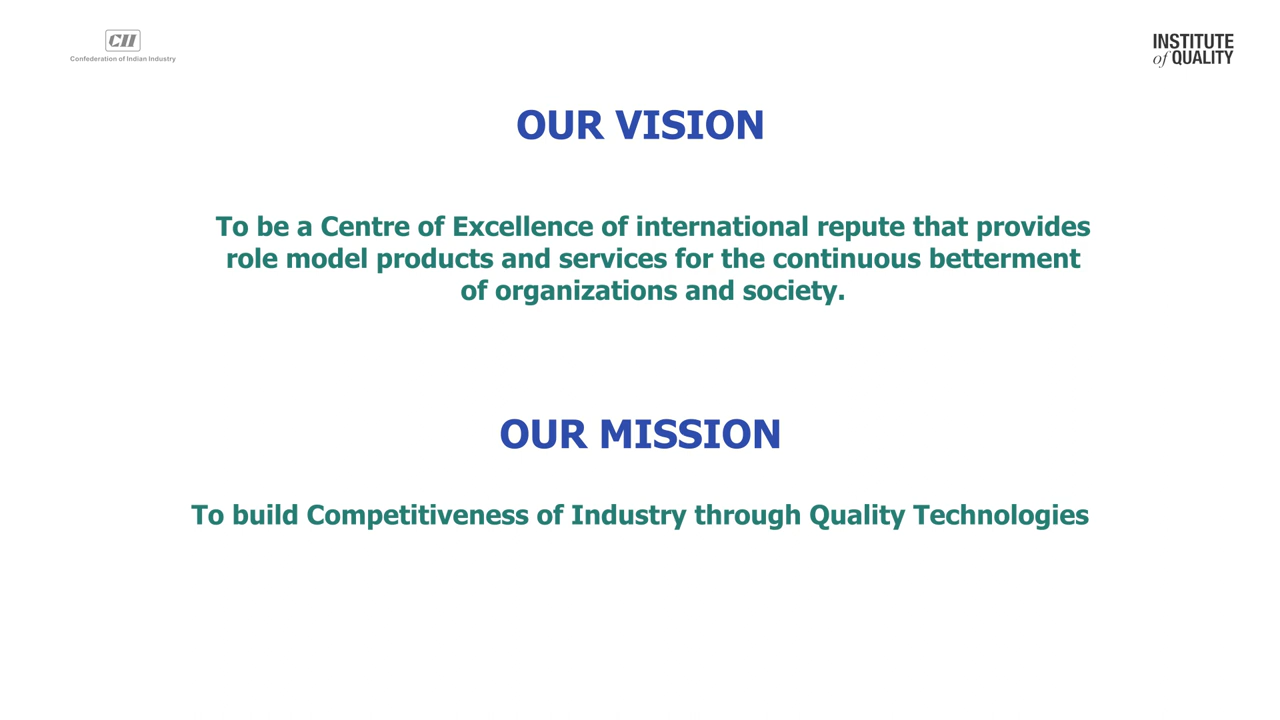 CII
Confederation of Indian Industry
INSTITUTE
of QUALITY
OUR VISION
To be a Centre of Excellence of international repute that provides
role model products and services for the continuous betterment
of organizations and society.
OUR MISSION
To build Competitiveness of Industry through Quality Technologies